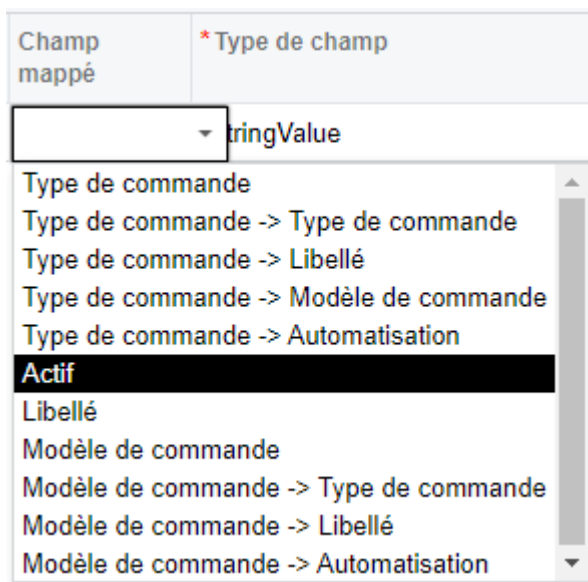 Champ
mappé
* Type de champ
tringValue
Type de commande
Type de commande -> Type de commande
Type de commande -> Libellé
Type de commande -> Modèle de commande
Type de commande -> Automatisation
Actif
Libellé
Modèle de commande
Modèle de commande -> Type de commande
Modèle de commande -> Libellé
Modèle de commande -> Automatisation